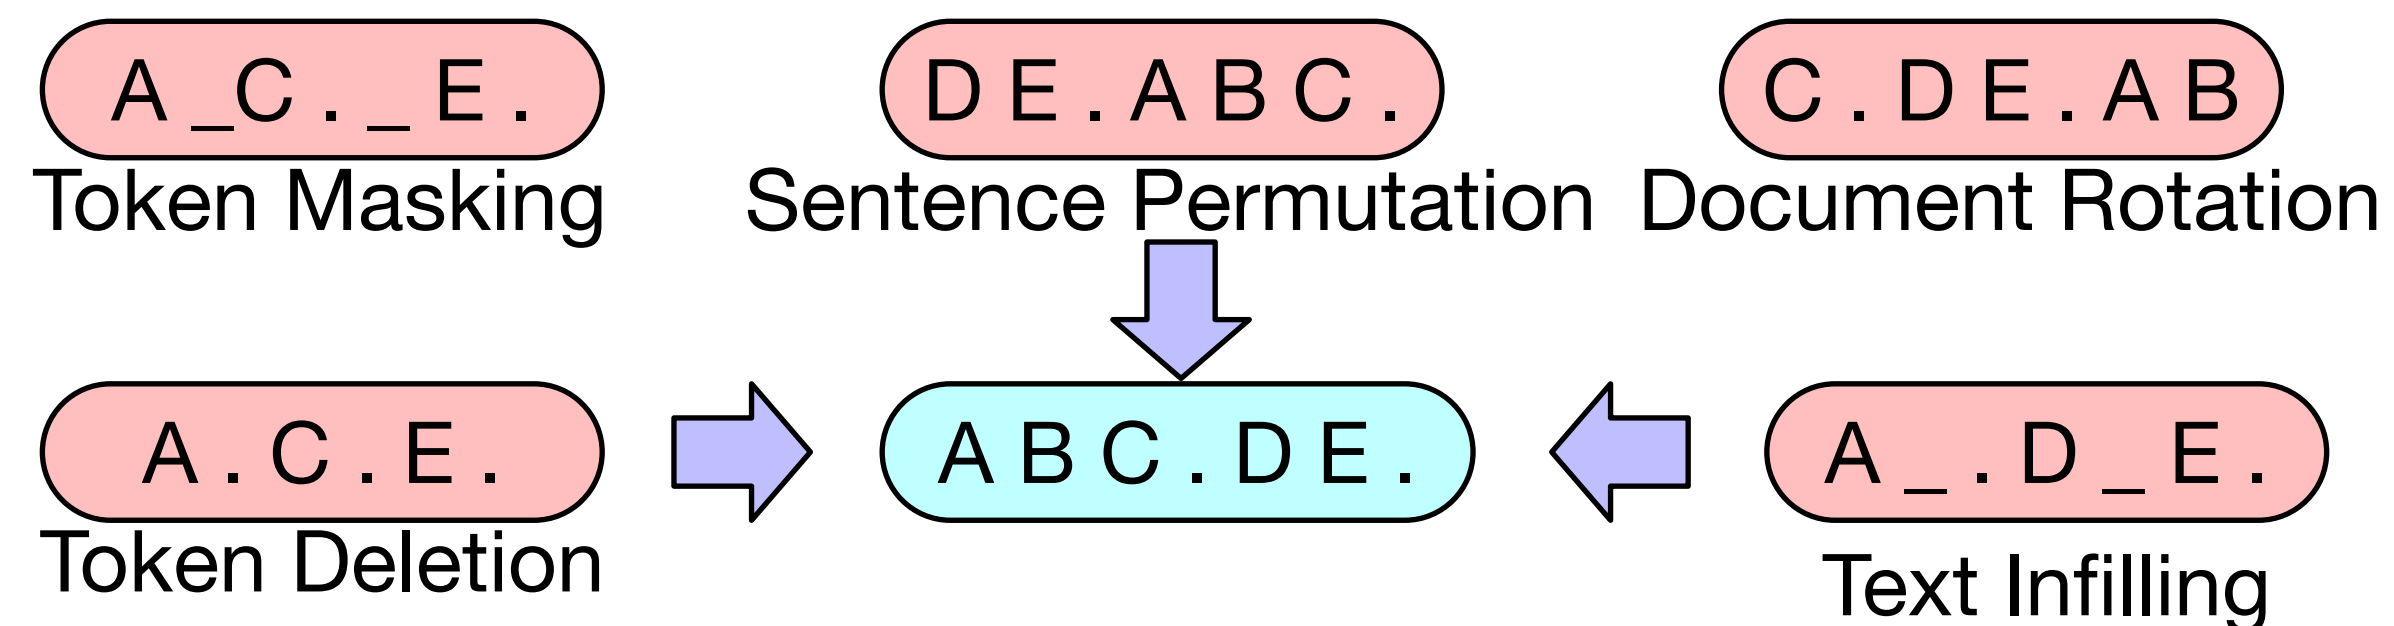 A _C . _ E .
D E . A B C .
C . D E . A B
Token Masking
Sentence Permutation
Document Rotation
A . C . E .
A B C . D E .
A _ . D _ E .
Token Deletion
Text Infilling